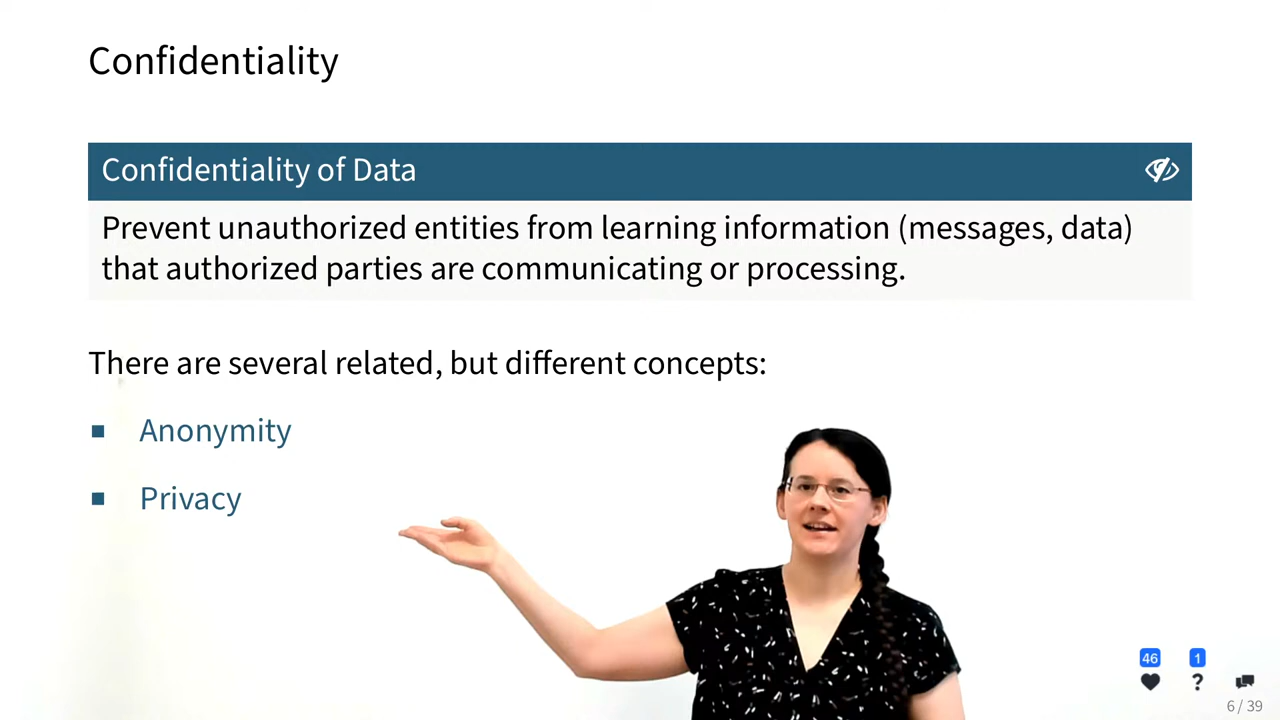 Confidentiality
Confidentiality of Data
Prevent unauthorized entities from learning information (messages, data)
that authorized parties are communicating or processing.
There are several related, but different concepts:
Anonymity
Privacy
46
1
?
6 / 39